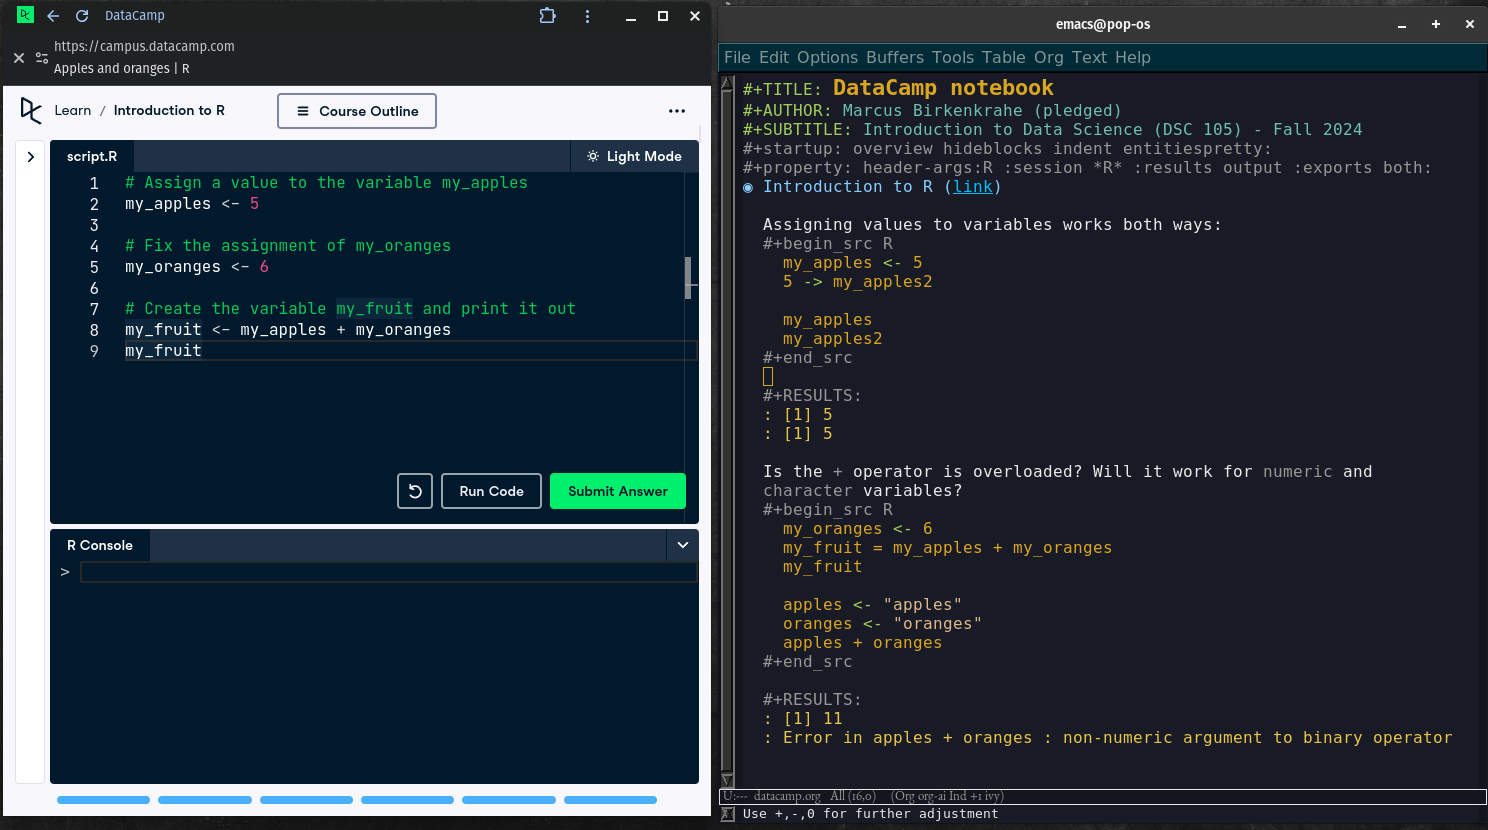 DataCamp
https://campus.datacamp.com
Apples and oranges | R
Learn / Introduction to R
Course Outline
script.R
Light Mode
1 # Assign a value to the variable my_apples
2 my_apples <- 5
3
4 # Fix the assignment of my_oranges
5 my_oranges <- 6
6
7 # Create the variable my_fruit and print it out
8 my_fruit <- my_apples + my_oranges
9 my_fruit
Run Code
Submit Answer
R Console
>
emacs@pop-os
File Edit Options Buffers Tools Table Org Text Help
#+TITLE: DataCamp notebook
#+AUTHOR: Marcus Birkenkrahe (pledged)
#+SUBTITLE: Introduction to Data Science (DSC 105) - Fall 2024
#+startup: overview hideblocks indent entitiespretty:
#+property: header-args:R :session *R* :results output :exports both:
◉ Introduction to R (link)
Assigning values to variables works both ways:
#+begin_src R
my_apples <- 5
5 -> my_apples2
my_apples
my_apples2
#+end_src
#+RESULTS:
: [1] 5
: [1] 5
Is the + operator is overloaded? Will it work for numeric and
character variables?
#+begin_src R
my_oranges <- 6
my_fruit = my_apples + my_oranges
my_fruit
apples <- "apples"
oranges <- "oranges"
apples + oranges
#+end_src
#+RESULTS:
: [1] 11
: Error in apples + oranges : non-numeric argument to binary operator
U:--- datacamp.org All (16,0) (Org org-ai Ind +1 ivy)
Use +,-,0 for further adjustment